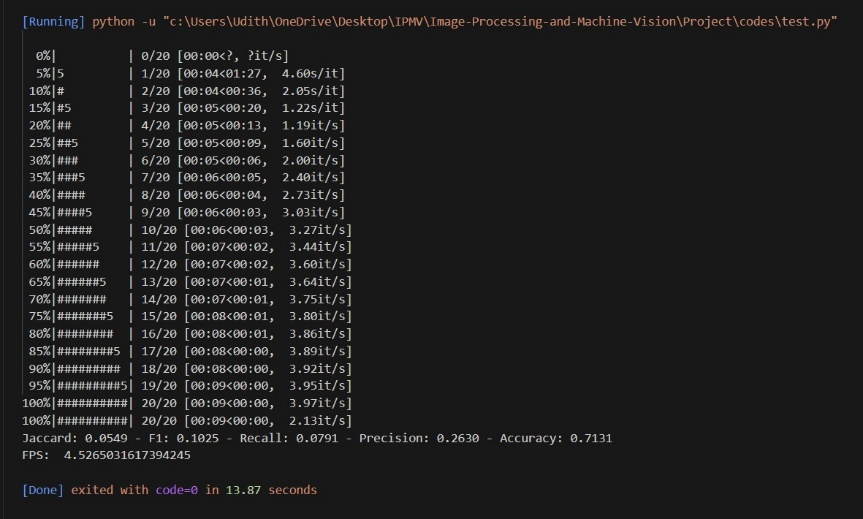 [Running] python -u "c:\Users\Udith\OneDrive\Desktop\IPMV\Image-Processing-and-Machine-Vision\Project\codes\test.py"
0%|          | 0/20 [00:00<?, ?it/s]
5%|5         | 1/20 [00:04<01:27,  4.60s/it]
10%|#         | 2/20 [00:04<00:36,  2.05s/it]
15%|#5        | 3/20 [00:05<00:20,  1.22s/it]
20%|##        | 4/20 [00:05<00:13,  1.19it/s]
25%|##5       | 5/20 [00:05<00:09,  1.60it/s]
30%|###       | 6/20 [00:05<00:06,  2.00it/s]
35%|###5      | 7/20 [00:06<00:05,  2.40it/s]
40%|####      | 8/20 [00:06<00:04,  2.73it/s]
45%|####5     | 9/20 [00:06<00:03,  3.03it/s]
50%|#####     | 10/20 [00:06<00:03,  3.27it/s]
55%|#####5    | 11/20 [00:07<00:02,  3.44it/s]
60%|######    | 12/20 [00:07<00:02,  3.60it/s]
65%|######5   | 13/20 [00:07<00:01,  3.64it/s]
70%|#######   | 14/20 [00:07<00:01,  3.75it/s]
75%|#######5  | 15/20 [00:08<00:01,  3.80it/s]
80%|########  | 16/20 [00:08<00:01,  3.86it/s]
85%|########5 | 17/20 [00:08<00:00,  3.89it/s]
90%|######### | 18/20 [00:08<00:00,  3.92it/s]
95%|#########5| 19/20 [00:09<00:00,  3.95it/s]
100%|##########| 20/20 [00:09<00:00,  3.97it/s]
100%|##########| 20/20 [00:09<00:00,  2.13it/s]
Jaccard: 0.0549 - F1: 0.1025 - Recall: 0.0791 - Precision: 0.2630 - Accuracy: 0.7131
FPS:  4.5265031617394245
[Done] exited with code=0 in 13.87 seconds